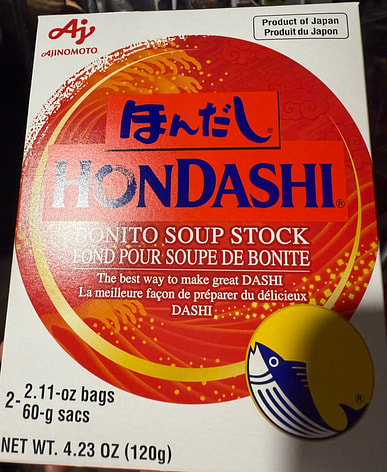 Aj
AJINOMOTO®
Product of Japan
Produit du Japon
ほんだし®
HONDASHI®
BONITO SOUP STOCK
FOND POUR SOUPE DE BONITE
The best way to make great DASHI
La meilleure façon de préparer du délicieux
DASHI
®
2- 2.11-oz bags
60-g sacs
NET WT. 4.23 OZ (120g)